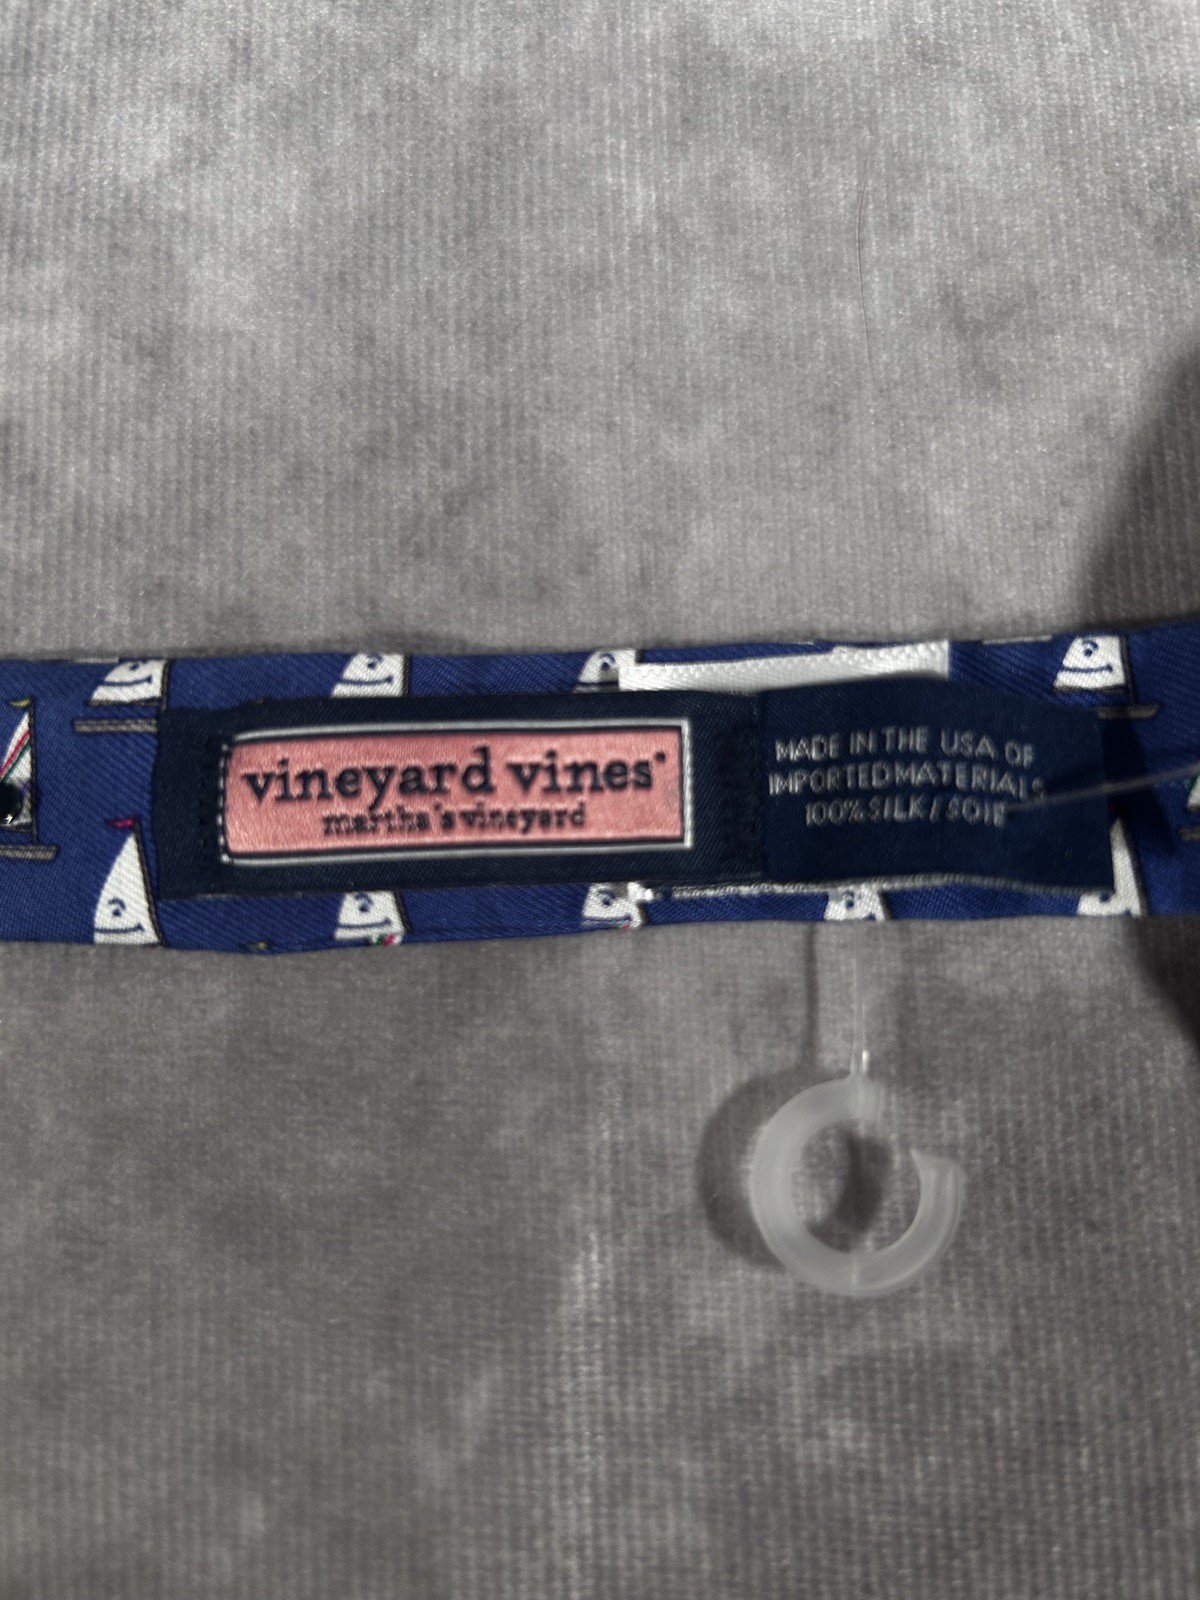 vineyard vines®
martha's vineyard
MADE IN THE USA OF
IMPORTED MATERIALS
100% SILK / SOIE